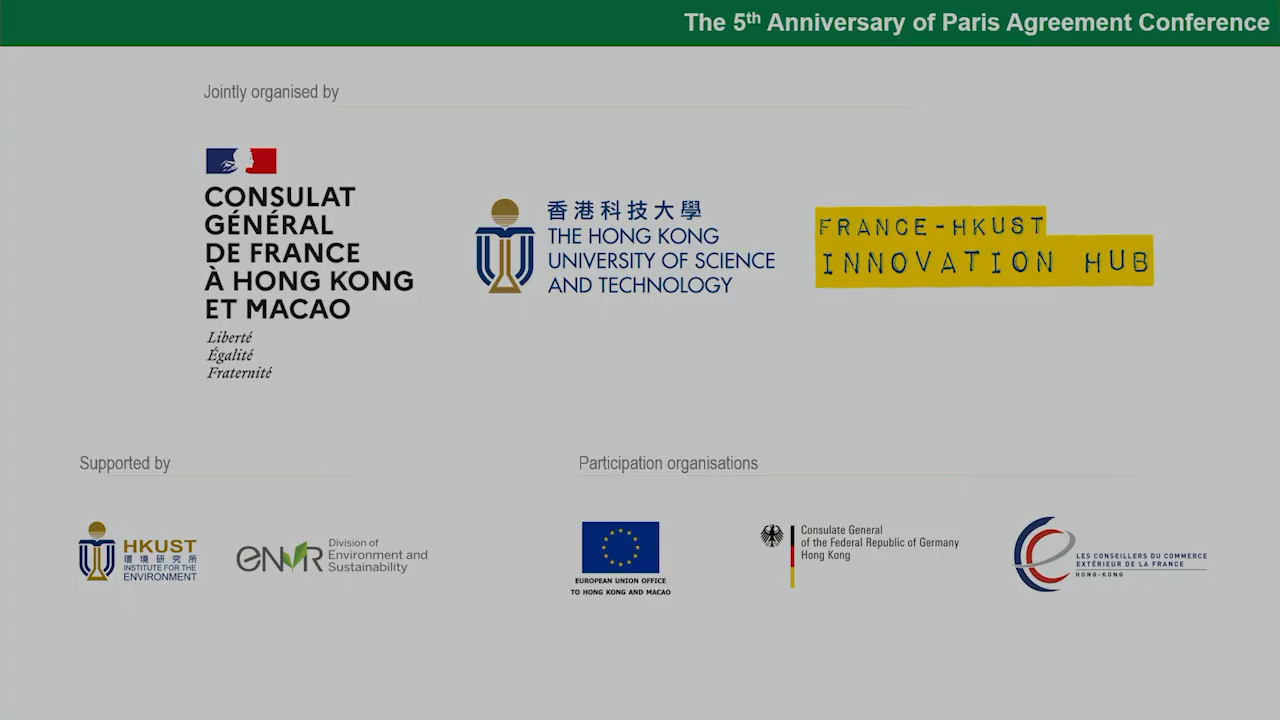 The 5th Anniversary of Paris Agreement Conference
Jointly organised by
CONSULAT
GÉNÉRAL
DE FRANCE
À HONG KONG
ET MACAO
Liberté
Égalité
Fraternité
香港科技大學
THE HONG KONG
UNIVERSITY OF SCIENCE
AND TECHNOLOGY
FRANCE-HKUST
INNOVATION HUB
Supported by
HKUST
環境研究所
INSTITUTE FOR THE
ENVIRONMENT
ENVR
Division of
Environment and
Sustainability
Participation organisations
EUROPEAN UNION OFFICE
TO HONG KONG AND MACAO
Consulate General
of the Federal Republic of Germany
Hong Kong
LES CONSEILLERS DU COMMERCE
EXTÉRIEUR DE LA FRANCE
HONG-KONG